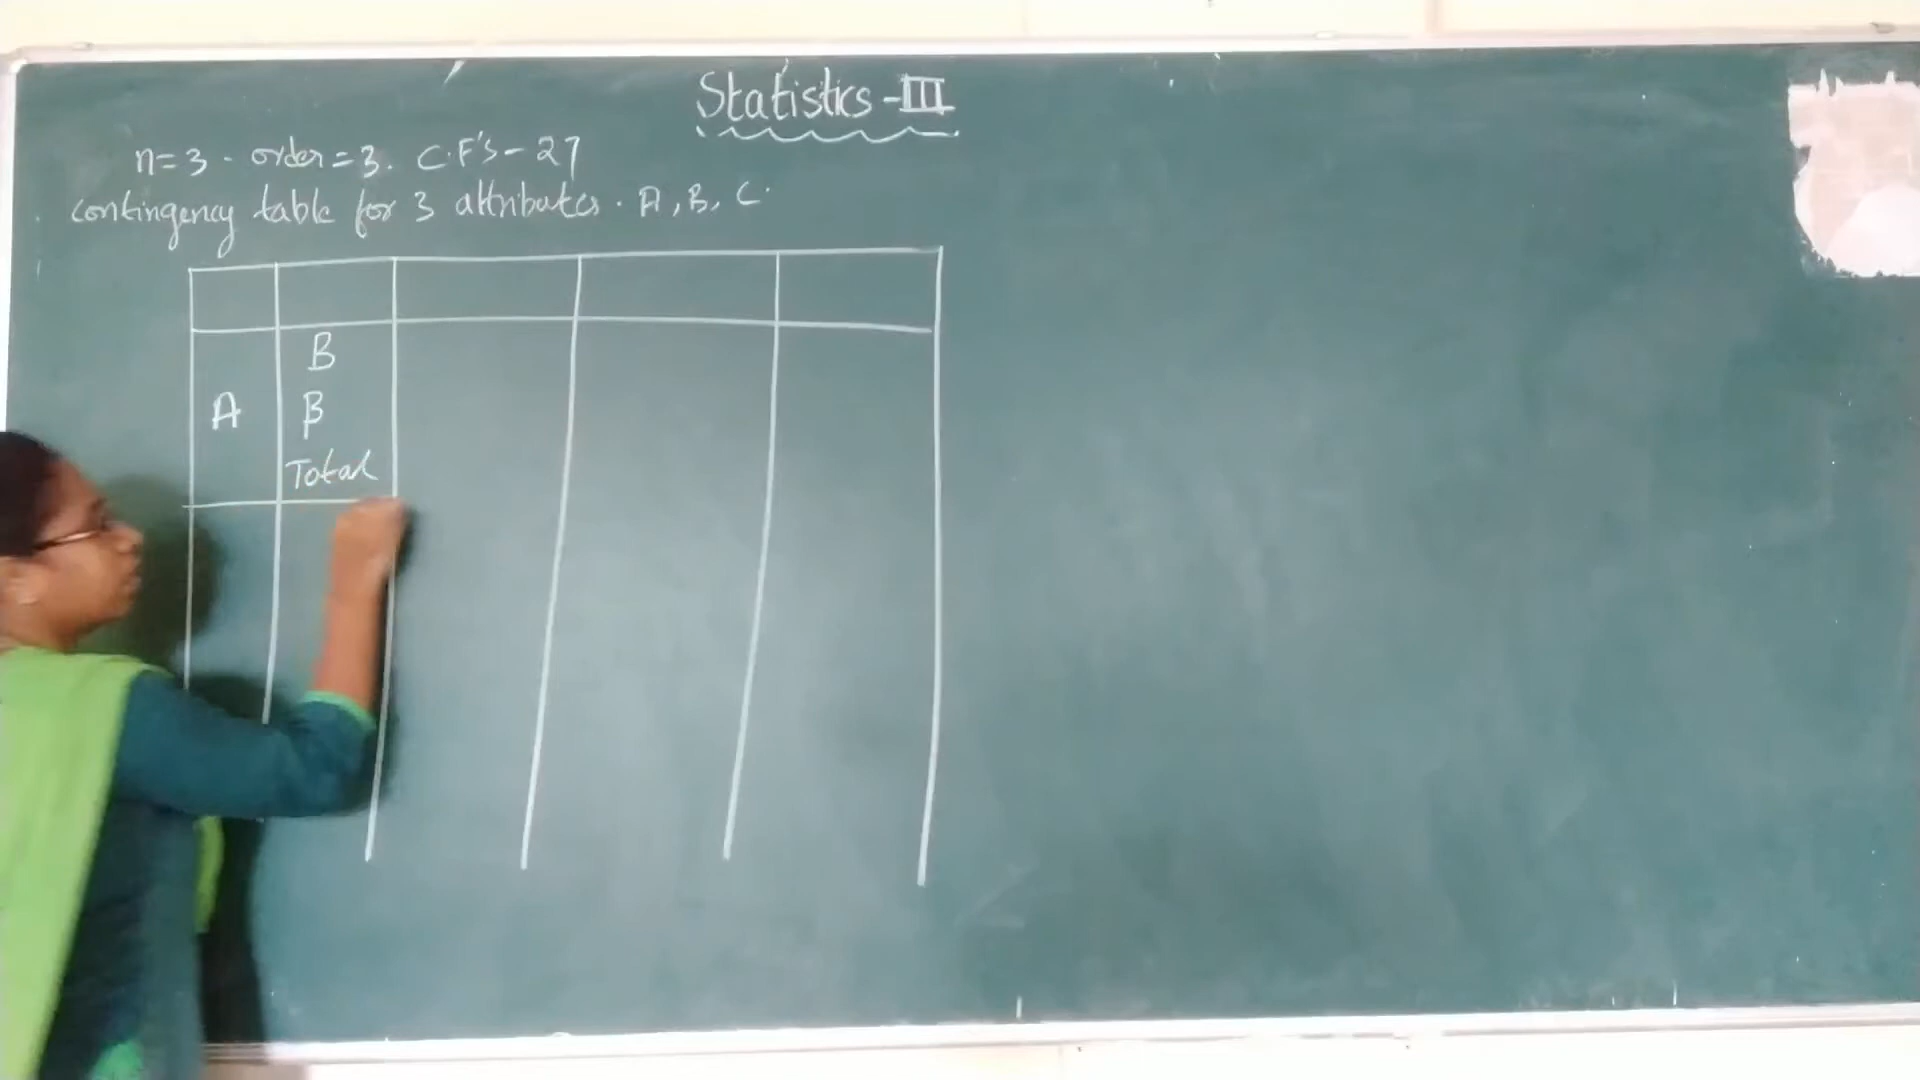 Statistics-III
n=3 - order=3. C.F's-27
contingency table for 3 attributes. A, B, C.
B
A β
Total